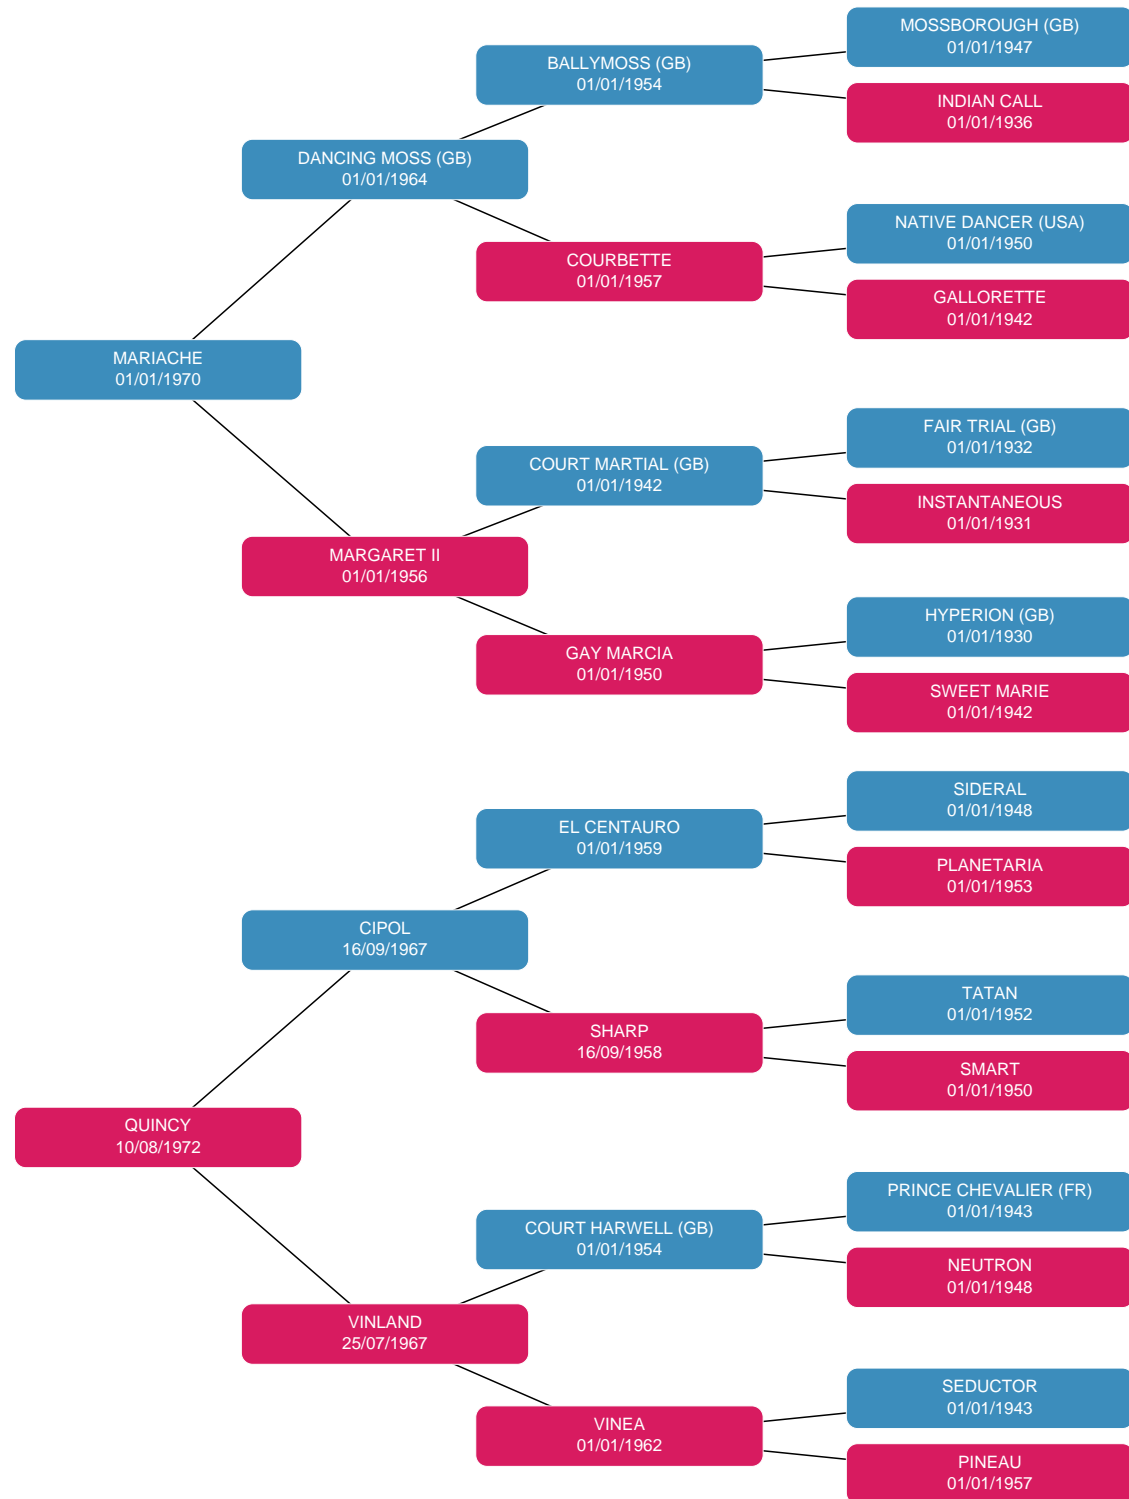 MOSSBOROUGH (GB)
01/01/1947
BALLYMOSS (GB)
01/01/1954
INDIAN CALL
01/01/1936
DANCING MOSS (GB)
01/01/1964
NATIVE DANCER (USA)
01/01/1950
COURBETTE
01/01/1957
GALLORETTE
01/01/1942
MARIACHE
01/01/1970
FAIR TRIAL (GB)
01/01/1932
COURT MARTIAL (GB)
01/01/1942
INSTANTANEOUS
01/01/1931
MARGARET II
01/01/1956
HYPERION (GB)
01/01/1930
GAY MARCIA
01/01/1950
SWEET MARIE
01/01/1942
SIDERAL
01/01/1948
EL CENTAURO
01/01/1959
PLANETARIA
01/01/1953
CIPOL
16/09/1967
TATAN
01/01/1952
SHARP
16/09/1958
SMART
01/01/1950
QUINCY
10/08/1972
PRINCE CHEVALIER (FR)
01/01/1943
COURT HARWELL (GB)
01/01/1954
NEUTRON
01/01/1948
VINLAND
25/07/1967
SEDUCTOR
01/01/1943
VINEA
01/01/1962
PINEAU
01/01/1957